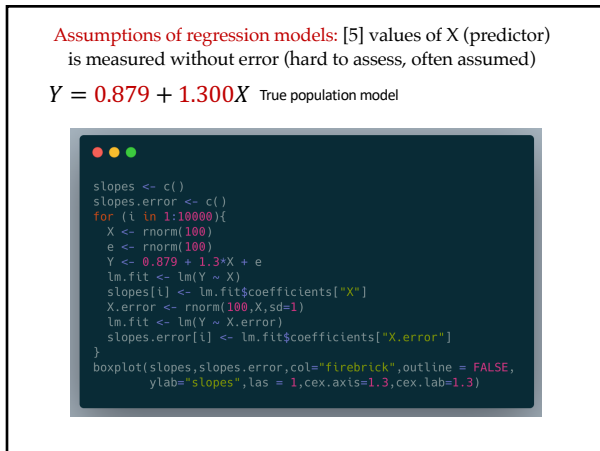 Assumptions of regression models: [5] values of X (predictor)
is measured without error (hard to assess, often assumed)
Y = 0.879 + 1.300X True population model
slopes <- c()
slopes.error <- c()
for (i in 1:10000){
  X <- rnorm(100)
  e <- rnorm(100)
  Y <- 0.879 + 1.3*X + e
  lm.fit <- lm(Y ~ X)
  slopes[i] <- lm.fit$coefficients["X"]
  X.error <- rnorm(100,X,sd=1)
  lm.fit <- lm(Y ~ X.error)
  slopes.error[i] <- lm.fit$coefficients["X.error"]
}
boxplot(slopes,slopes.error,col="firebrick",outline = FALSE,
        ylab="slopes",las = 1,cex.axis=1.3,cex.lab=1.3)